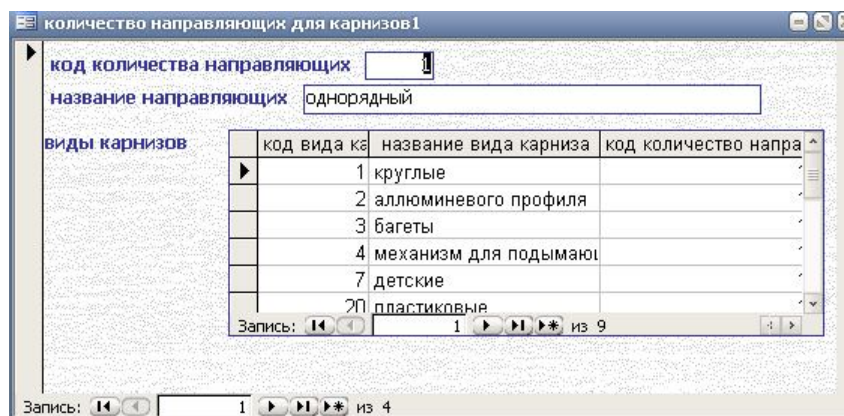 количество направляющих для карнизов1
код количества направляющих 1
название направляющих однорядный
виды карнизов
код вида ка название вида карниза код количество напра
1 круглые
2 аллюминевого профиля
3 багеты
4 механизм для подымаю
7 детские
20 пластиковые
Запись: 1 из 9
Запись: 1 из 4